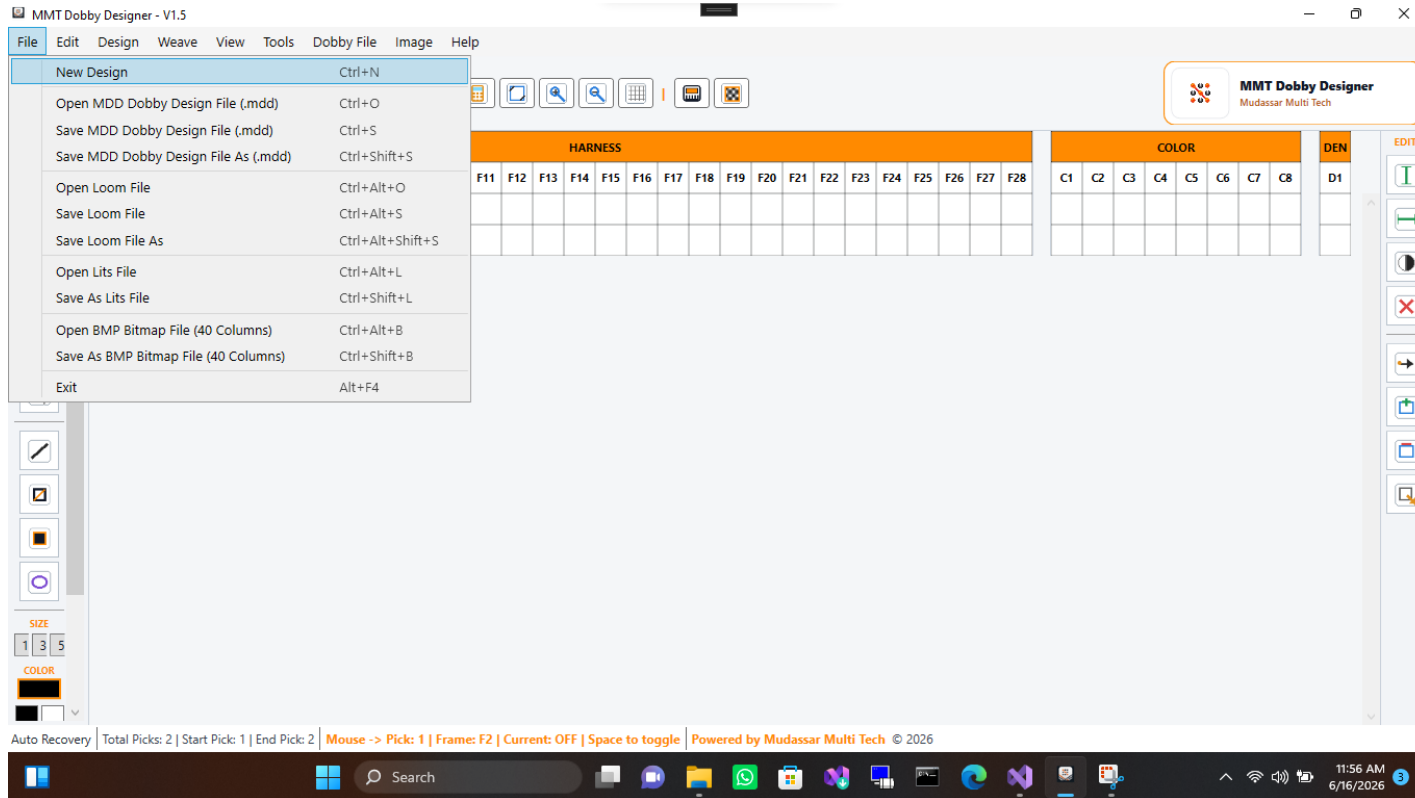 MMT Dobby Designer - V1.5
File Edit Design Weave View Tools Dobby File Image Help
New Design Ctrl+N
Open MDD Dobby Design File (.mdd) Ctrl+O
Save MDD Dobby Design File (.mdd) Ctrl+S
Save MDD Dobby Design File As (.mdd) Ctrl+Shift+S
Open Loom File Ctrl+Alt+O
Save Loom File Ctrl+Alt+S
Save Loom File As Ctrl+Alt+Shift+S
Open Lits File Ctrl+Alt+L
Save As Lits File Ctrl+Shift+L
Open BMP Bitmap File (40 Columns) Ctrl+Alt+B
Save As BMP Bitmap File (40 Columns) Ctrl+Shift+B
Exit Alt+F4
MMT Dobby Designer
Mudassar Multi Tech
HARNESS COLOR DEN EDIT
F11 F12 F13 F14 F15 F16 F17 F18 F19 F20 F21 F22 F23 F24 F25 F26 F27 F28 C1 C2 C3 C4 C5 C6 C7 C8 D1
SIZE
1 3 5
COLOR
Auto Recovery Total Picks: 2 | Start Pick: 1 | End Pick: 2 Mouse -> Pick: 1 | Frame: F2 | Current: OFF | Space to toggle Powered by Mudassar Multi Tech © 2026
Search
11:56 AM
6/16/2026
3